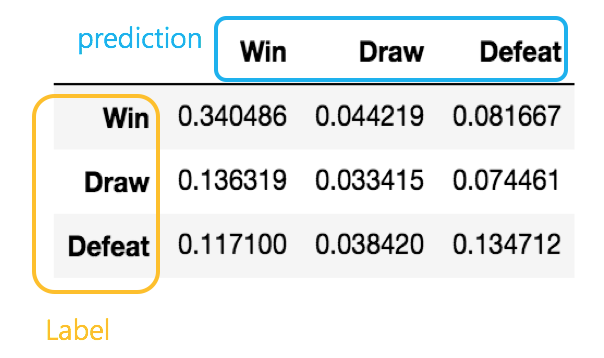 prediction Win Draw Defeat
Win 0.340486 0.044219 0.081667
Draw 0.136319 0.033415 0.074461
Defeat 0.117100 0.038420 0.134712
Label